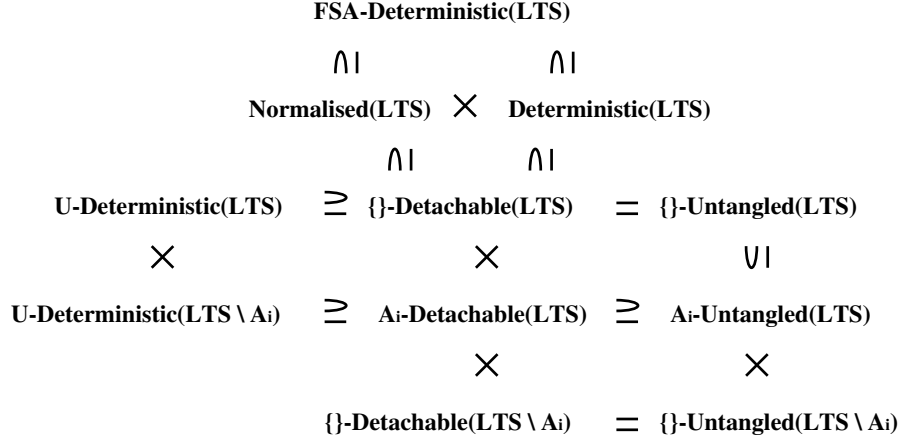 FSA-Deterministic(LTS)
∩| ∩|
Normalised(LTS) × Deterministic(LTS)
∩| ∩|
U-Deterministic(LTS) ⊇ {}-Detachable(LTS) = {}-Untangled(LTS)
× × ∪|
U-Deterministic(LTS \ Ai) ⊇ Ai-Detachable(LTS) ⊇ Ai-Untangled(LTS)
× ×
{}-Detachable(LTS \ Ai) = {}-Untangled(LTS \ Ai)